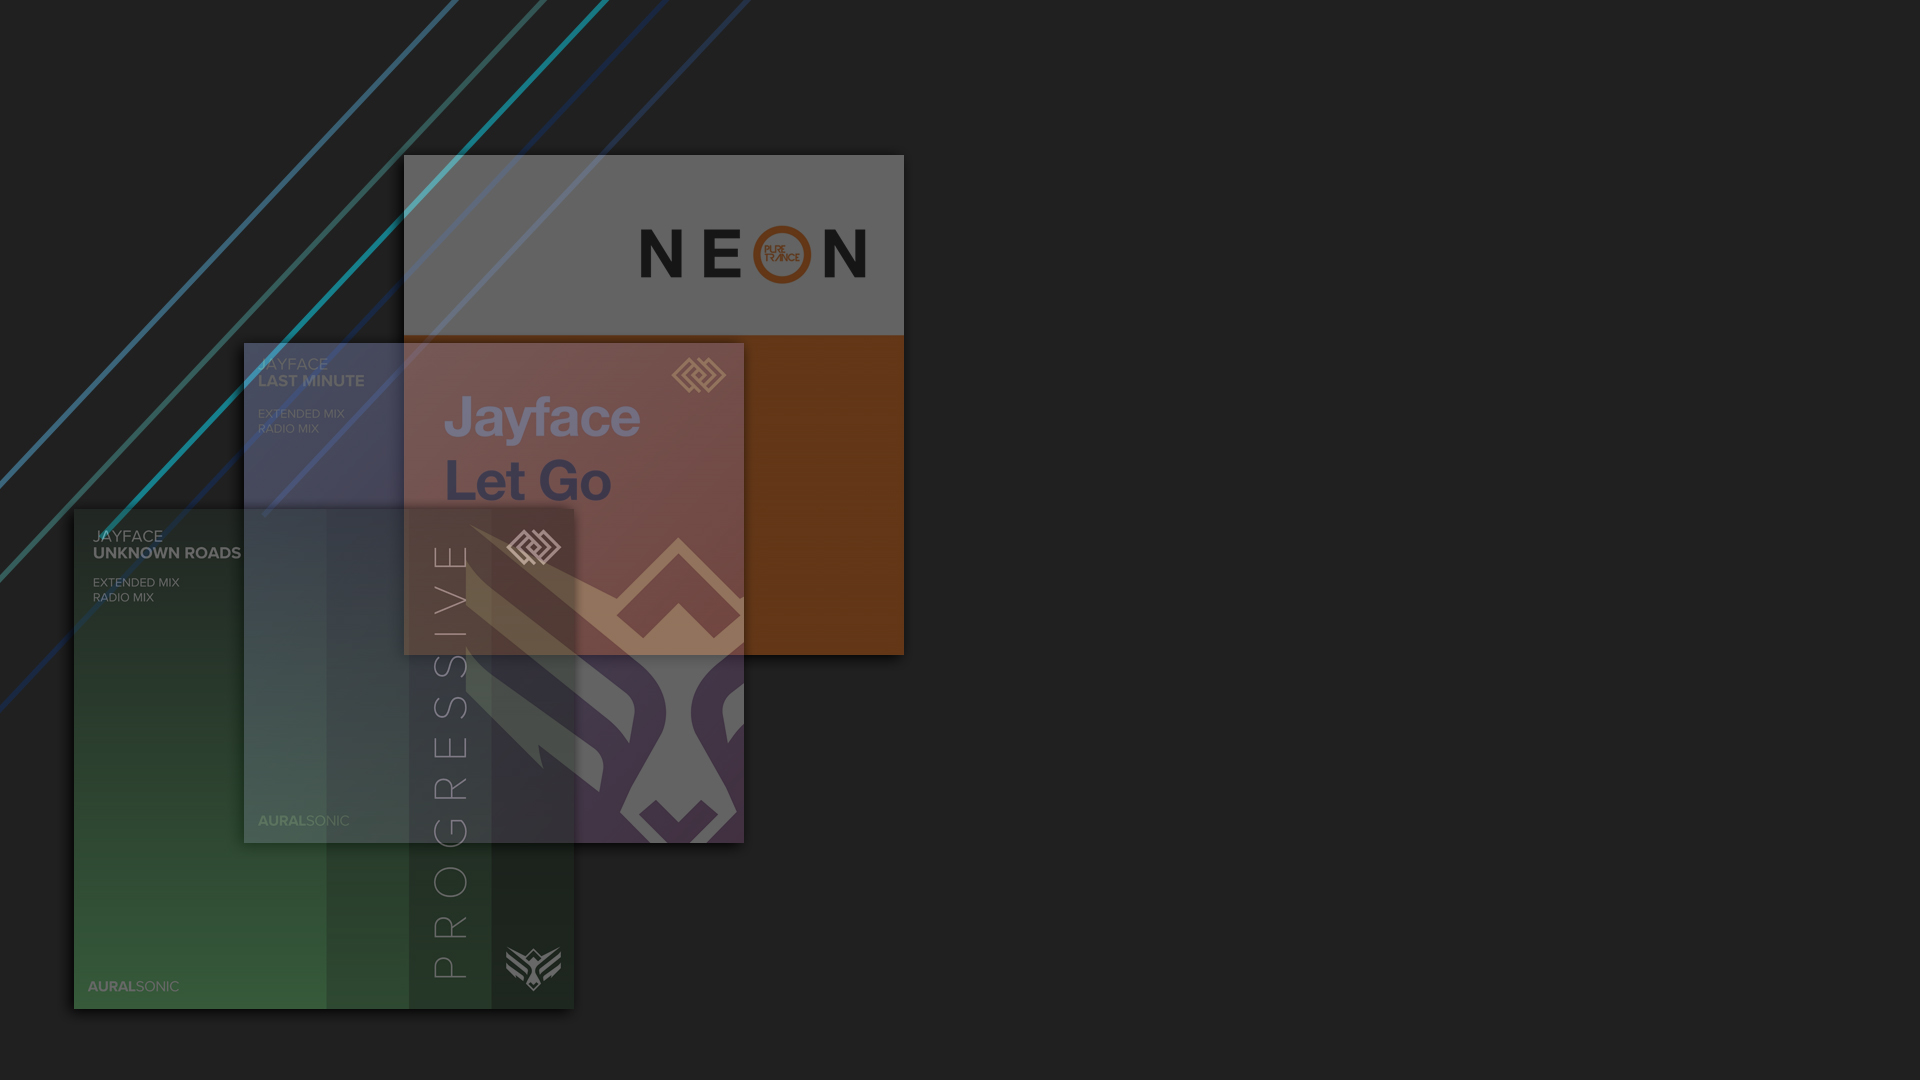 NEON
PURE
TRANCE
Jayface
Let Go
JAYFACE
LAST MINUTE
EXTENDED MIX
RADIO MIX
AURALSONIC
JAYFACE
UNKNOWN ROADS
EXTENDED MIX
RADIO MIX
PROGRESSIVE
AURALSONIC